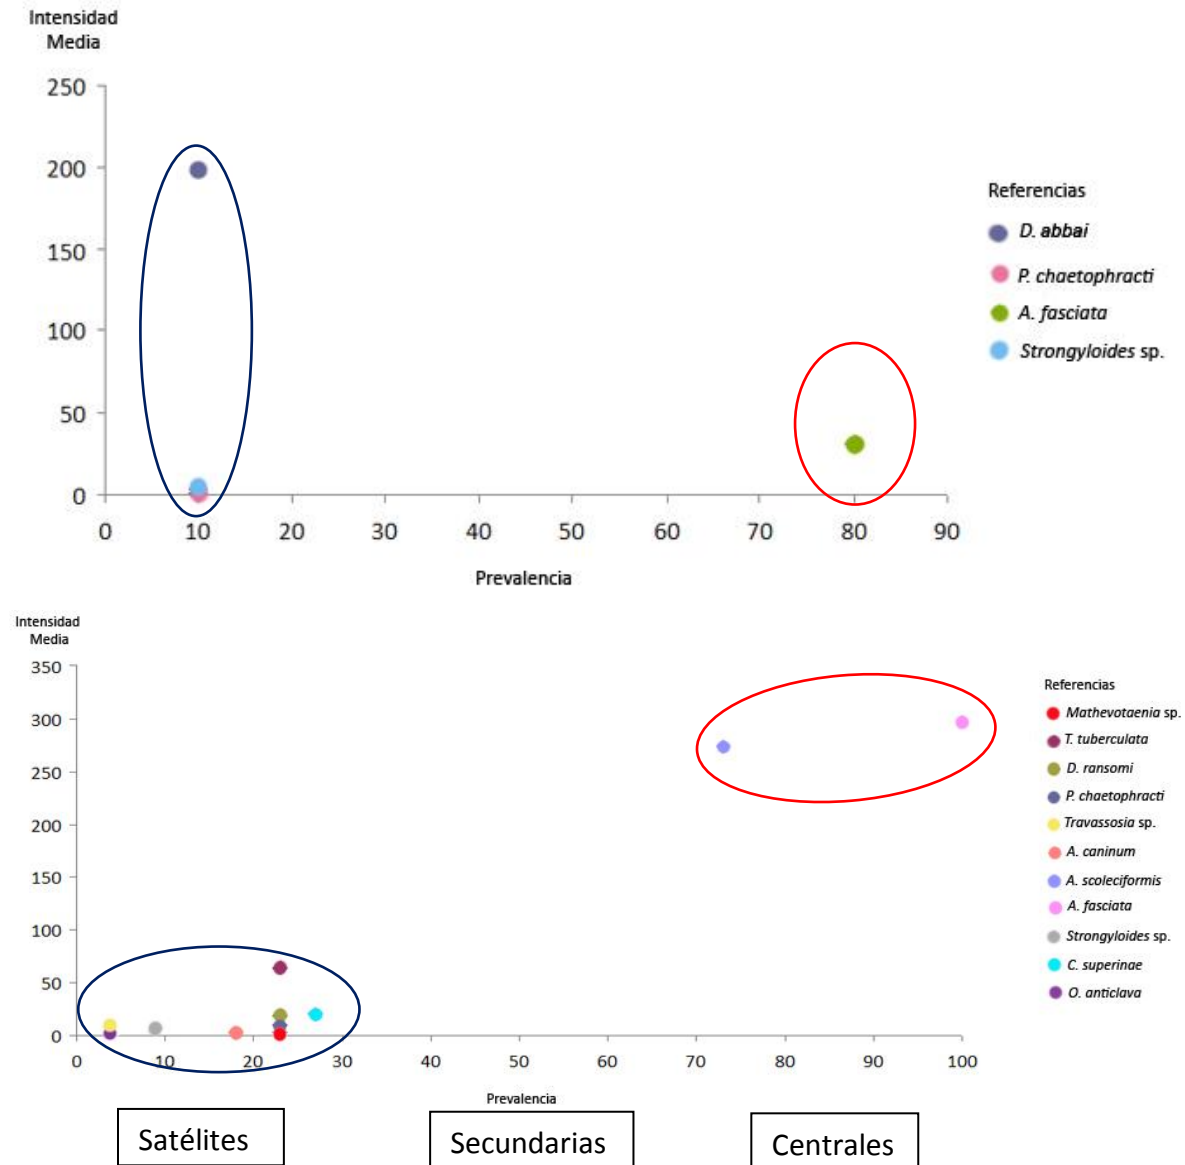 Intensidad
Media
250
200
150
100
50
0
0 10 20 30 40 50 60 70 80 90
Prevalencia
Referencias
D. abbai
P. chaetophracti
A. fasciata
Strongyloides sp.
Intensidad
Media
350
300
250
200
150
100
50
0
0 10 20 30 40 50 60 70 80 90 100
Prevalencia
Referencias
Mathevotaenia sp.
T. tuberculata
D. ransomi
P. chaetophracti
Travassosia sp.
A. caninum
A. scoleciformis
A. fasciata
Strongyloides sp.
C. superinae
O. anticlava
Satélites Secundarias Centrales